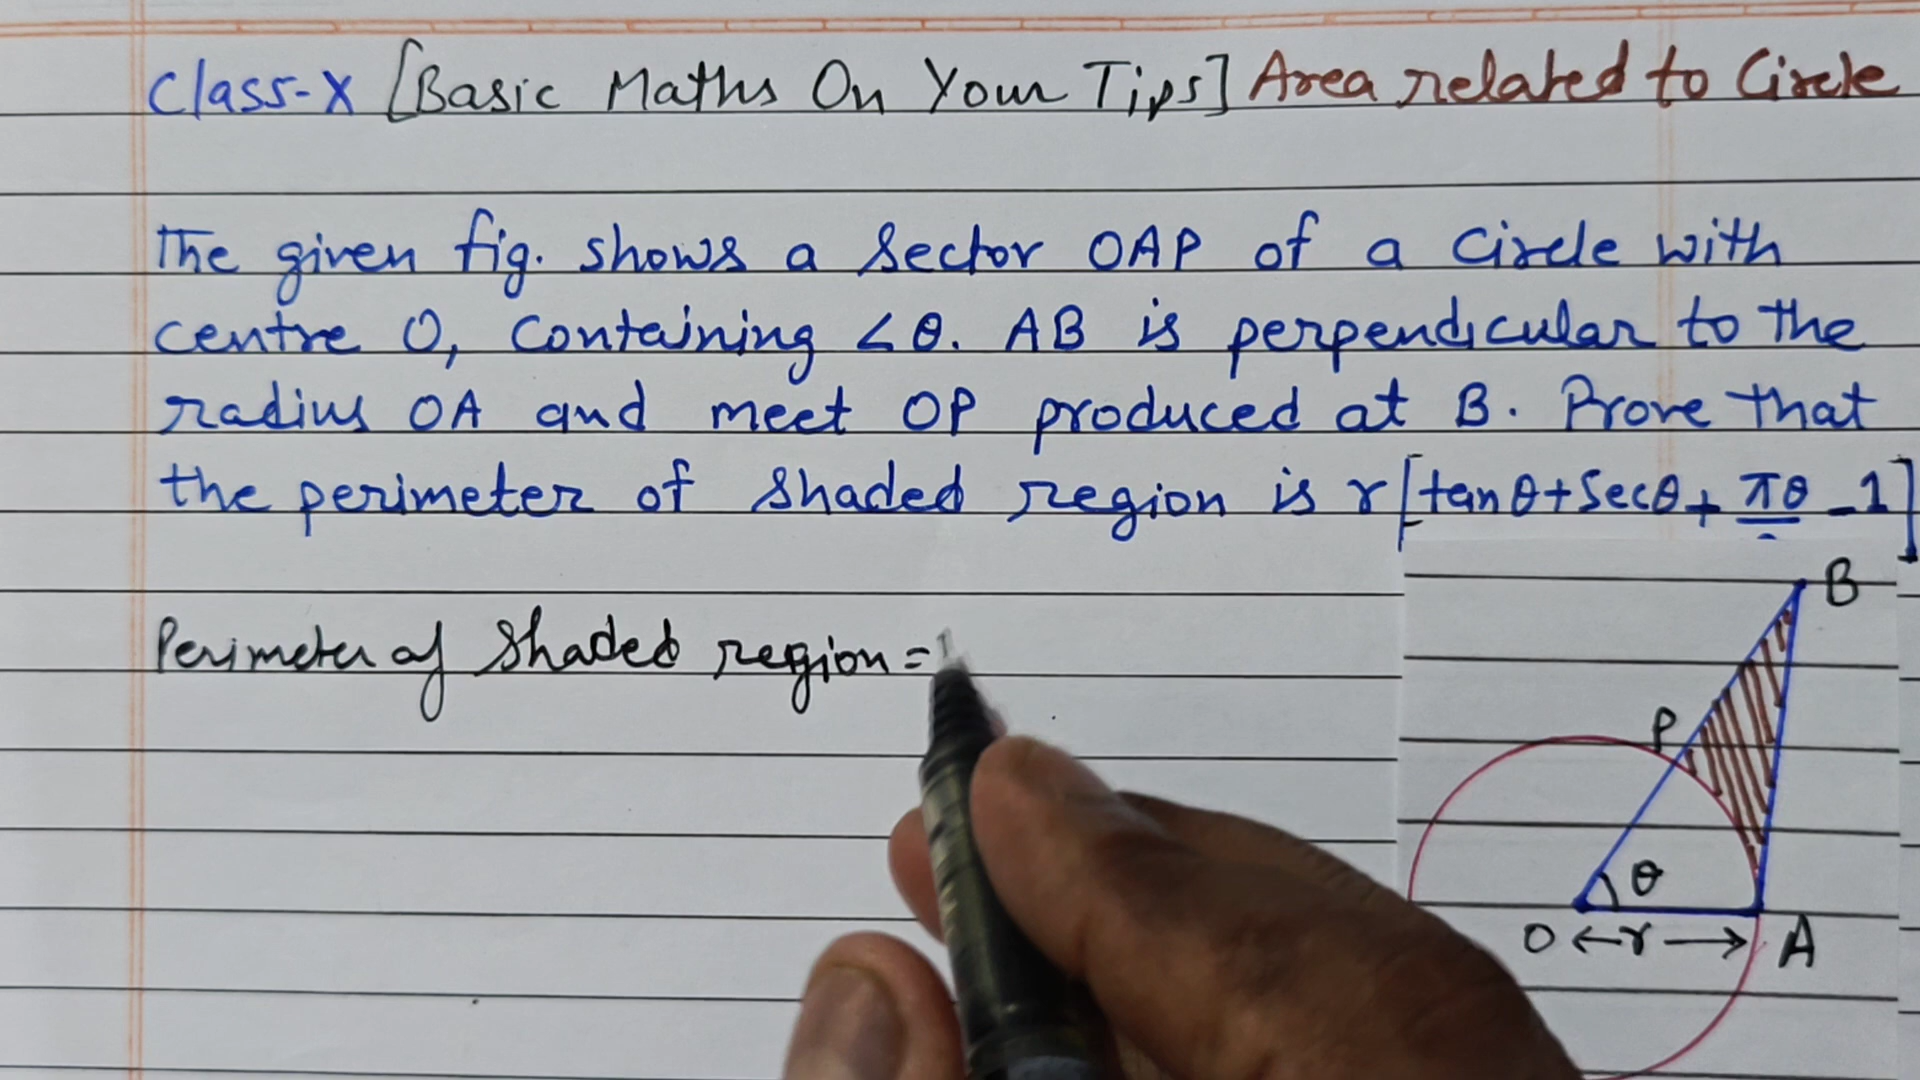 Class-X [Basic Maths On Your Tips] Area related to Circle
The given fig. shows a sector OAP of a circle with
centre O, containing ∠θ. AB is perpendicular to the
radius OA and meet OP produced at B. Prove that
the perimeter of shaded region is r[tanθ+Secθ+ πθ -1]
Perimeter of Shaded region =
B
P
θ
O ←r→ A